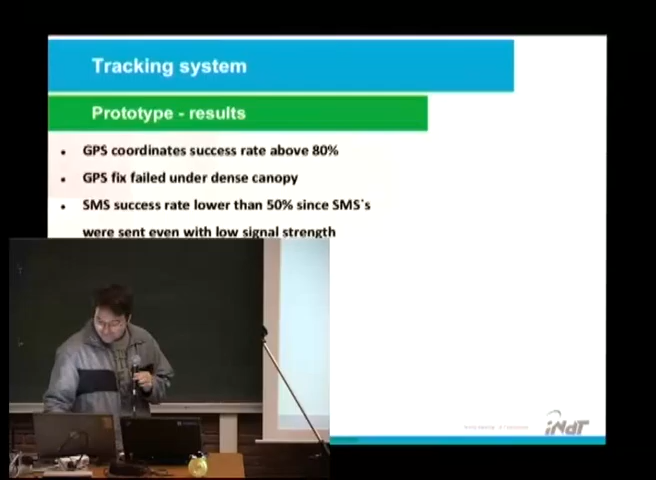 Tracking system
Prototype - results
• GPS coordinates success rate above 80%
• GPS fix failed under dense canopy
• SMS success rate lower than 50% since SMS`s
were sent even with low signal strength
iNdT